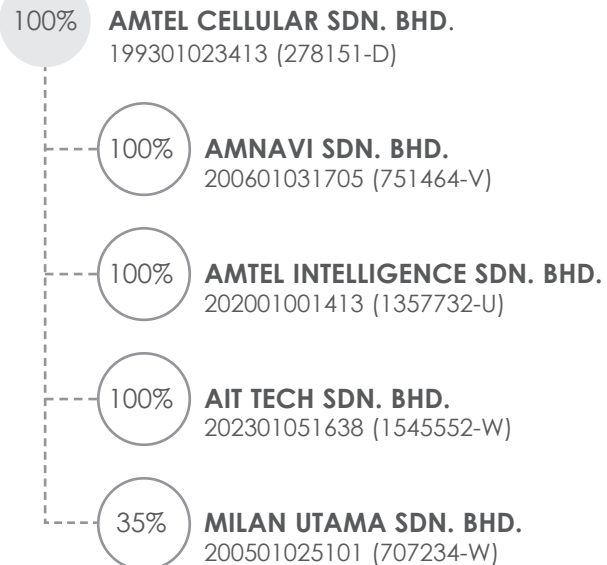 100% AMTEL CELLULAR SDN. BHD.
199301023413 (278151-D)
100% AMNAVI SDN. BHD.
200601031705 (751464-V)
100% AMTEL INTELLIGENCE SDN. BHD.
202001001413 (1357732-U)
100% AIT TECH SDN. BHD.
202301051638 (1545552-W)
35% MILAN UTAMA SDN. BHD.
200501025101 (707234-W)